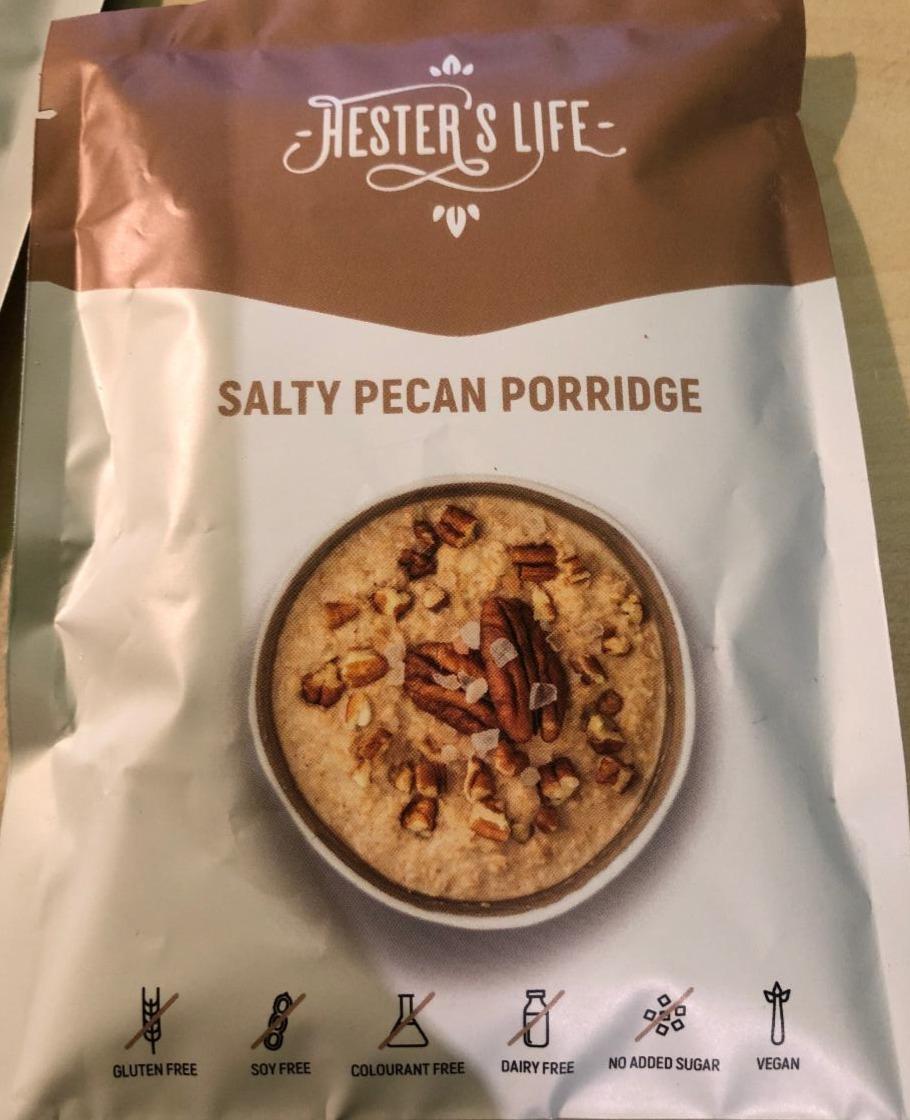 -HESTER'S LIFE-
SALTY PECAN PORRIDGE
GLUTEN FREE
SOY FREE
COLOURANT FREE
DAIRY FREE
NO ADDED SUGAR
VEGAN